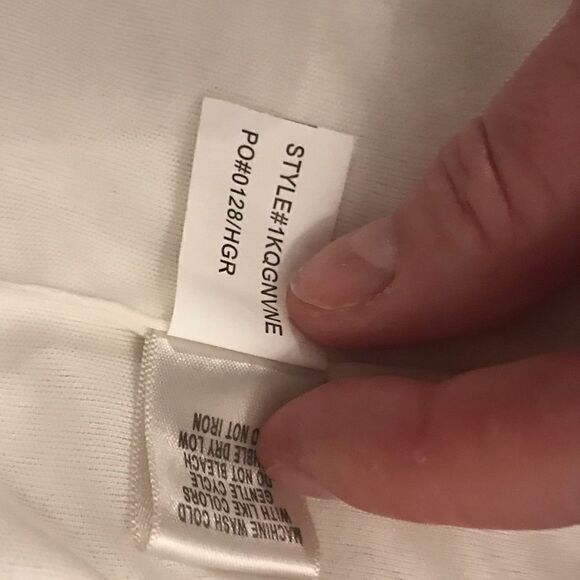 STYLE#1KQGNVNE
PO#0128/HGR
MACHINE WASH COLD
WITH LIKE COLORS
GENTLE CYCLE
DO NOT BLEACH
DRY LOW
NOT IRON